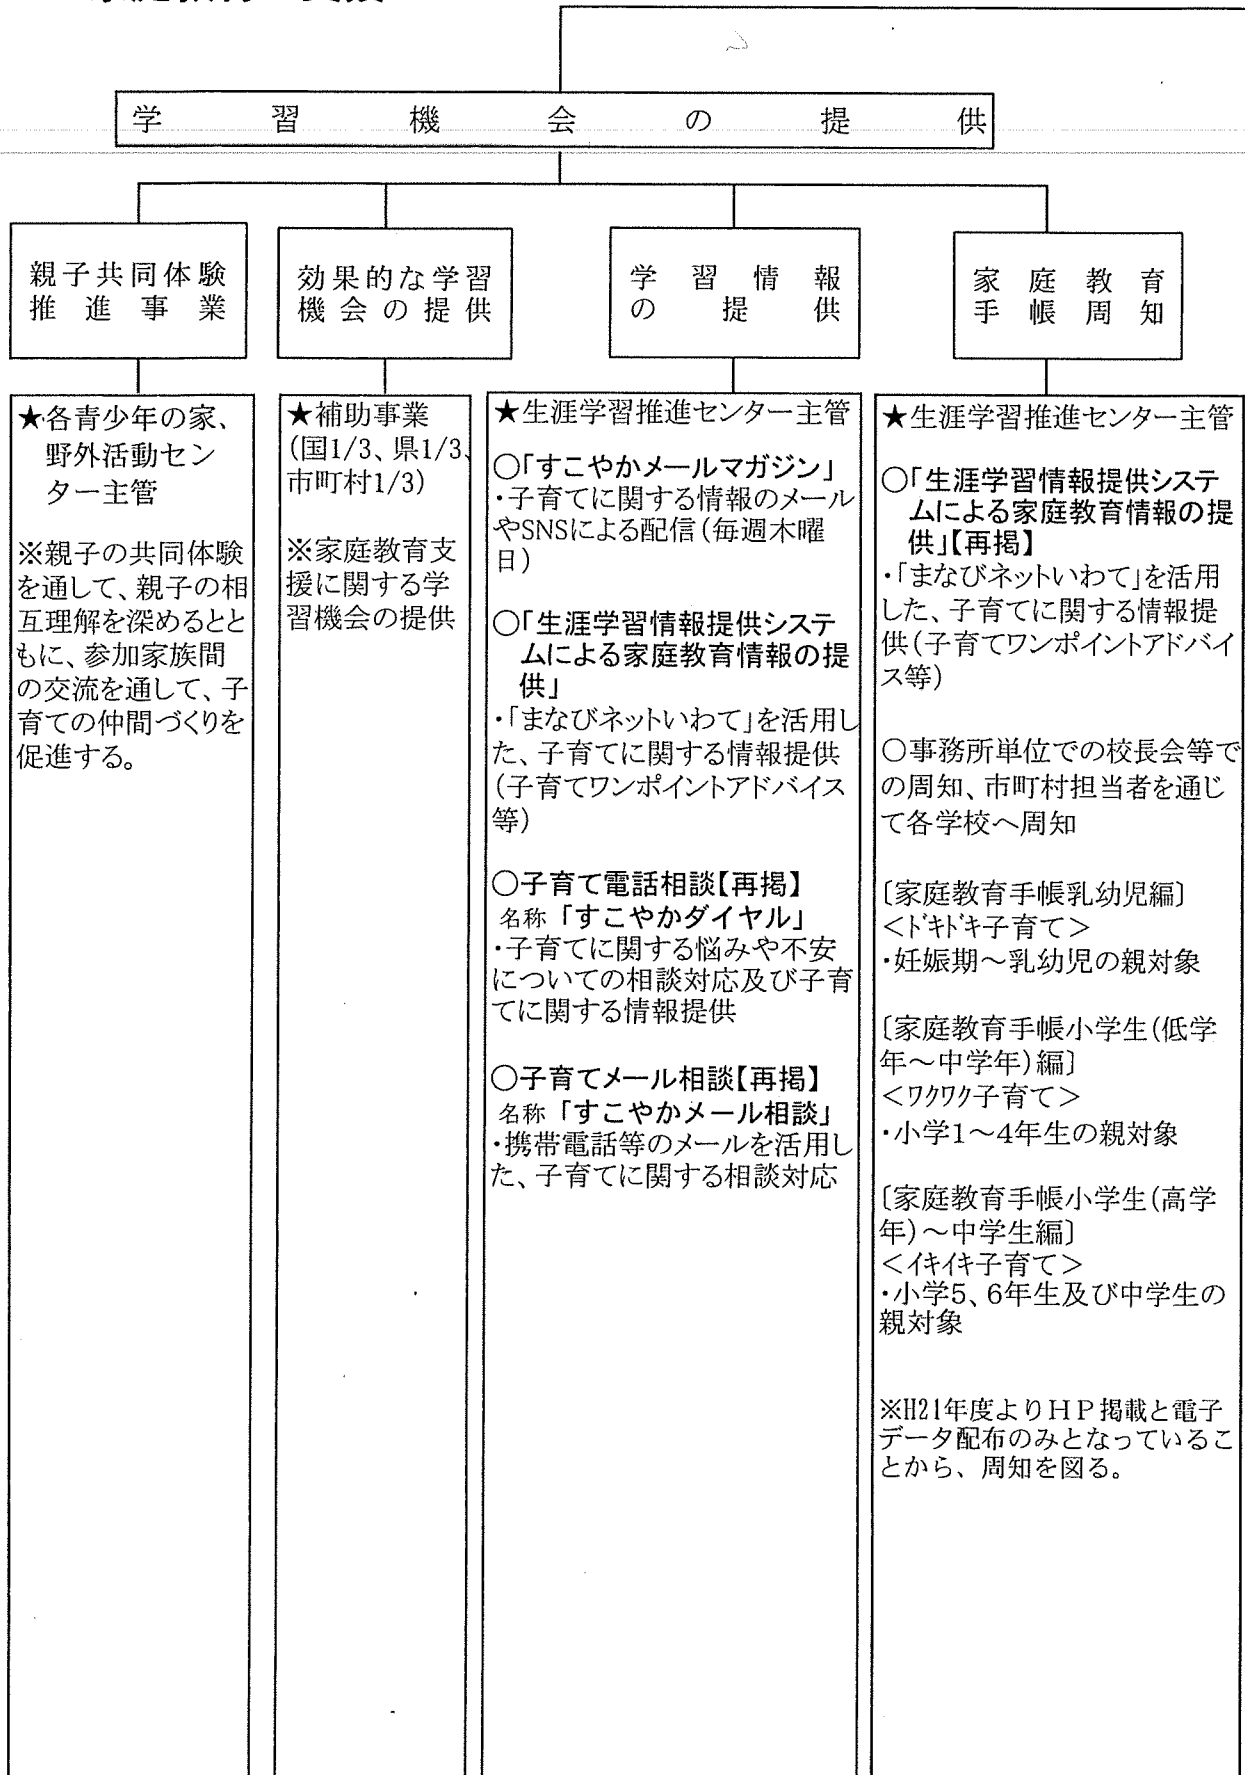 学習機会の提供
親子共同体験
推進事業
★各青少年の家、
野外活動セン
ター主管
※親子の共同体験
を通して、親子の相
互理解を深めるとと
もに、参加家族間
の交流を通して、子
育ての仲間づくりを
促進する。
効果的な学習
機会の提供
★補助事業
(国1/3、県1/3、
市町村1/3)
※家庭教育支
援に関する学
習機会の提供
学習情報
の提供
★生涯学習推進センター主管
○「すこやかメールマガジン」
・子育てに関する情報のメール
やSNSによる配信(毎週木曜
日)
○「生涯学習情報提供システ
ムによる家庭教育情報の提
供」
・「まなびネットいわて」を活用し
た、子育てに関する情報提供
(子育てワンポイントアドバイス
等)
○子育て電話相談【再掲】
名称「すこやかダイヤル」
・子育てに関する悩みや不安
についての相談対応及び子育
てに関する情報提供
○子育てメール相談【再掲】
名称「すこやかメール相談」
・携帯電話等のメールを活用し
た、子育てに関する相談対応
家庭教育
手帳周知
★生涯学習推進センター主管
○「生涯学習情報提供システ
ムによる家庭教育情報の提
供」【再掲】
・「まなびネットいわて」を活用
した、子育てに関する情報提
供(子育てワンポイントアドバイ
ス等)
○事務所単位での校長会等で
の周知、市町村担当者を通じ
て各学校へ周知
〔家庭教育手帳乳幼児編〕
<ﾄﾞｷﾄﾞｷ子育て>
・妊娠期～乳幼児の親対象
〔家庭教育手帳小学生(低学
年～中学年)編〕
<ﾜｸﾜｸ子育て>
・小学1～4年生の親対象
〔家庭教育手帳小学生(高学
年)～中学生編〕
<ｲｷｲｷ子育て>
・小学5、6年生及び中学生の
親対象
※H21年度よりＨＰ掲載と電子
データ配布のみとなっているこ
とから、周知を図る。